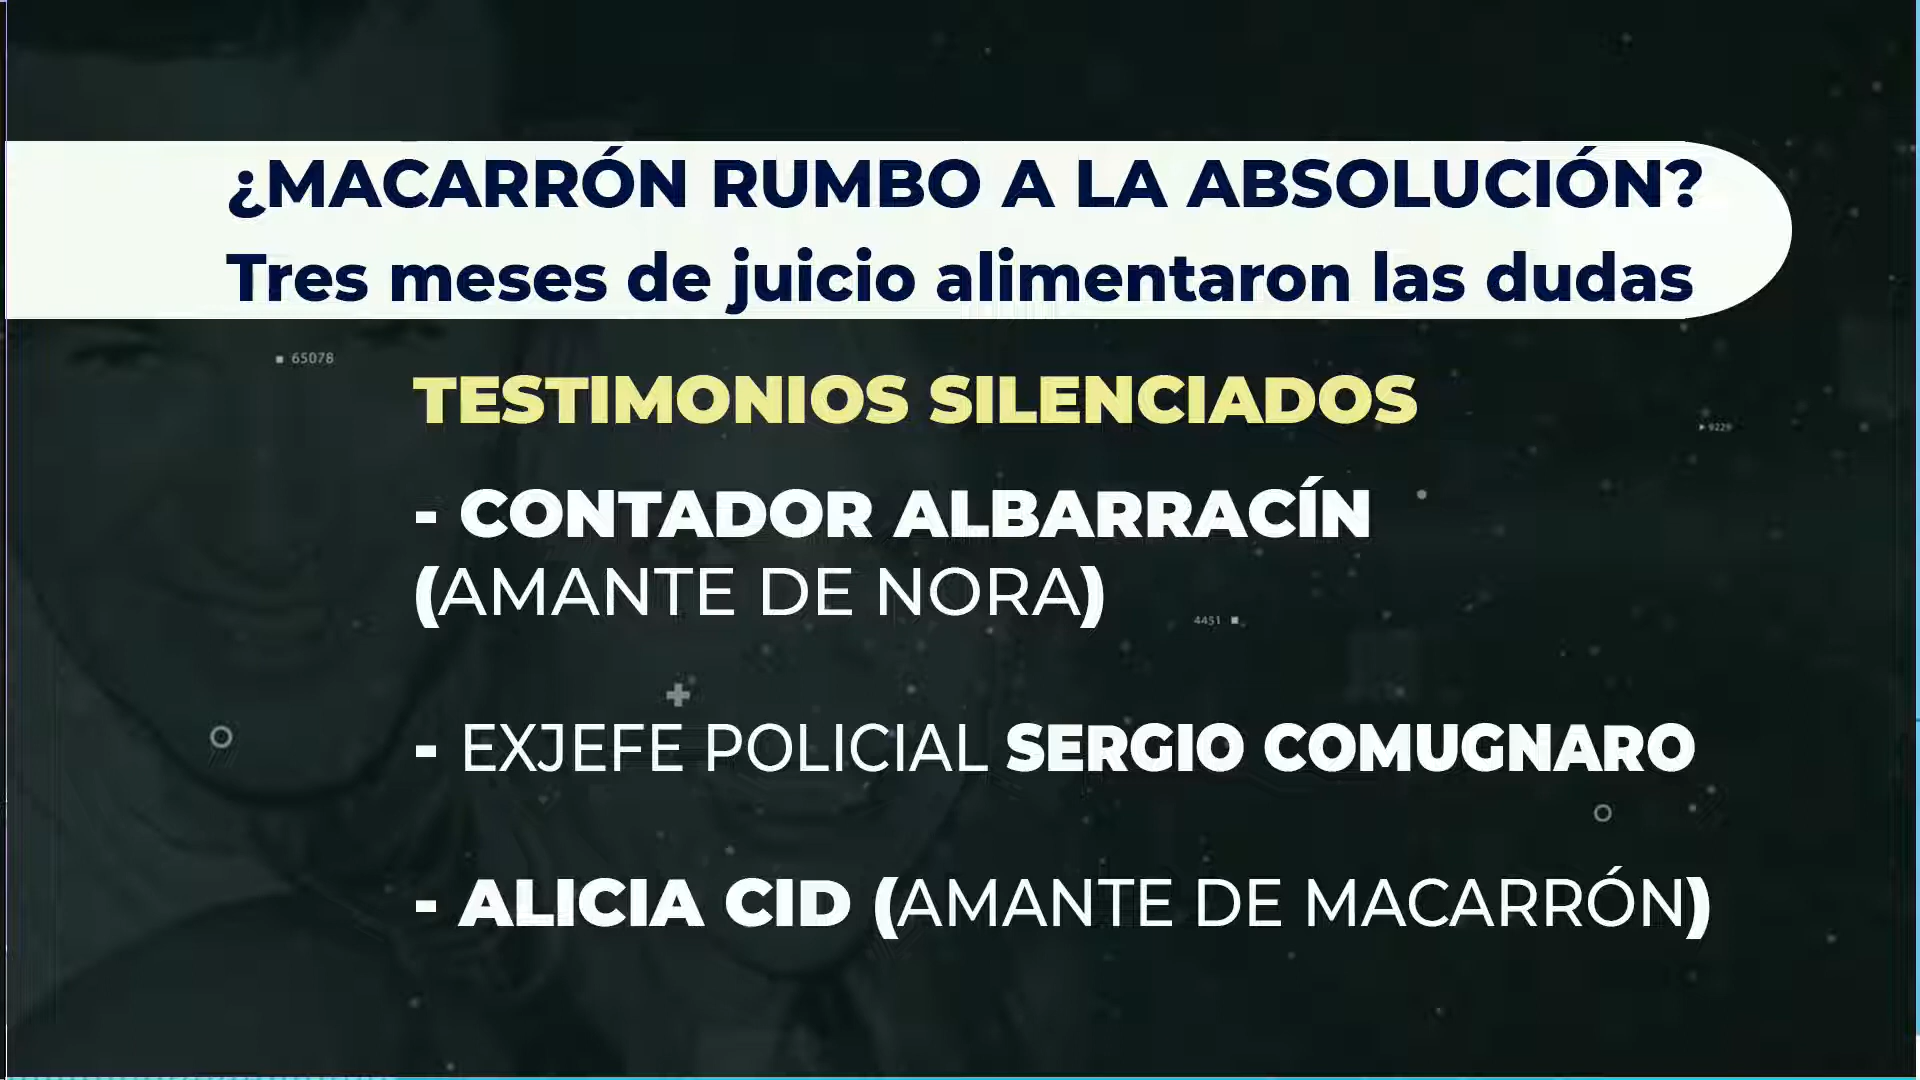 ¿MACARRÓN RUMBO A LA ABSOLUCIÓN?
Tres meses de juicio alimentaron las dudas
65078
TESTIMONIOS SILENCIADOS
9229
- CONTADOR ALBARRACÍN
(AMANTE DE NORA)
4451
- EXJEFE POLICIAL SERGIO COMUGNARO
- ALICIA CID (AMANTE DE MACARRÓN)